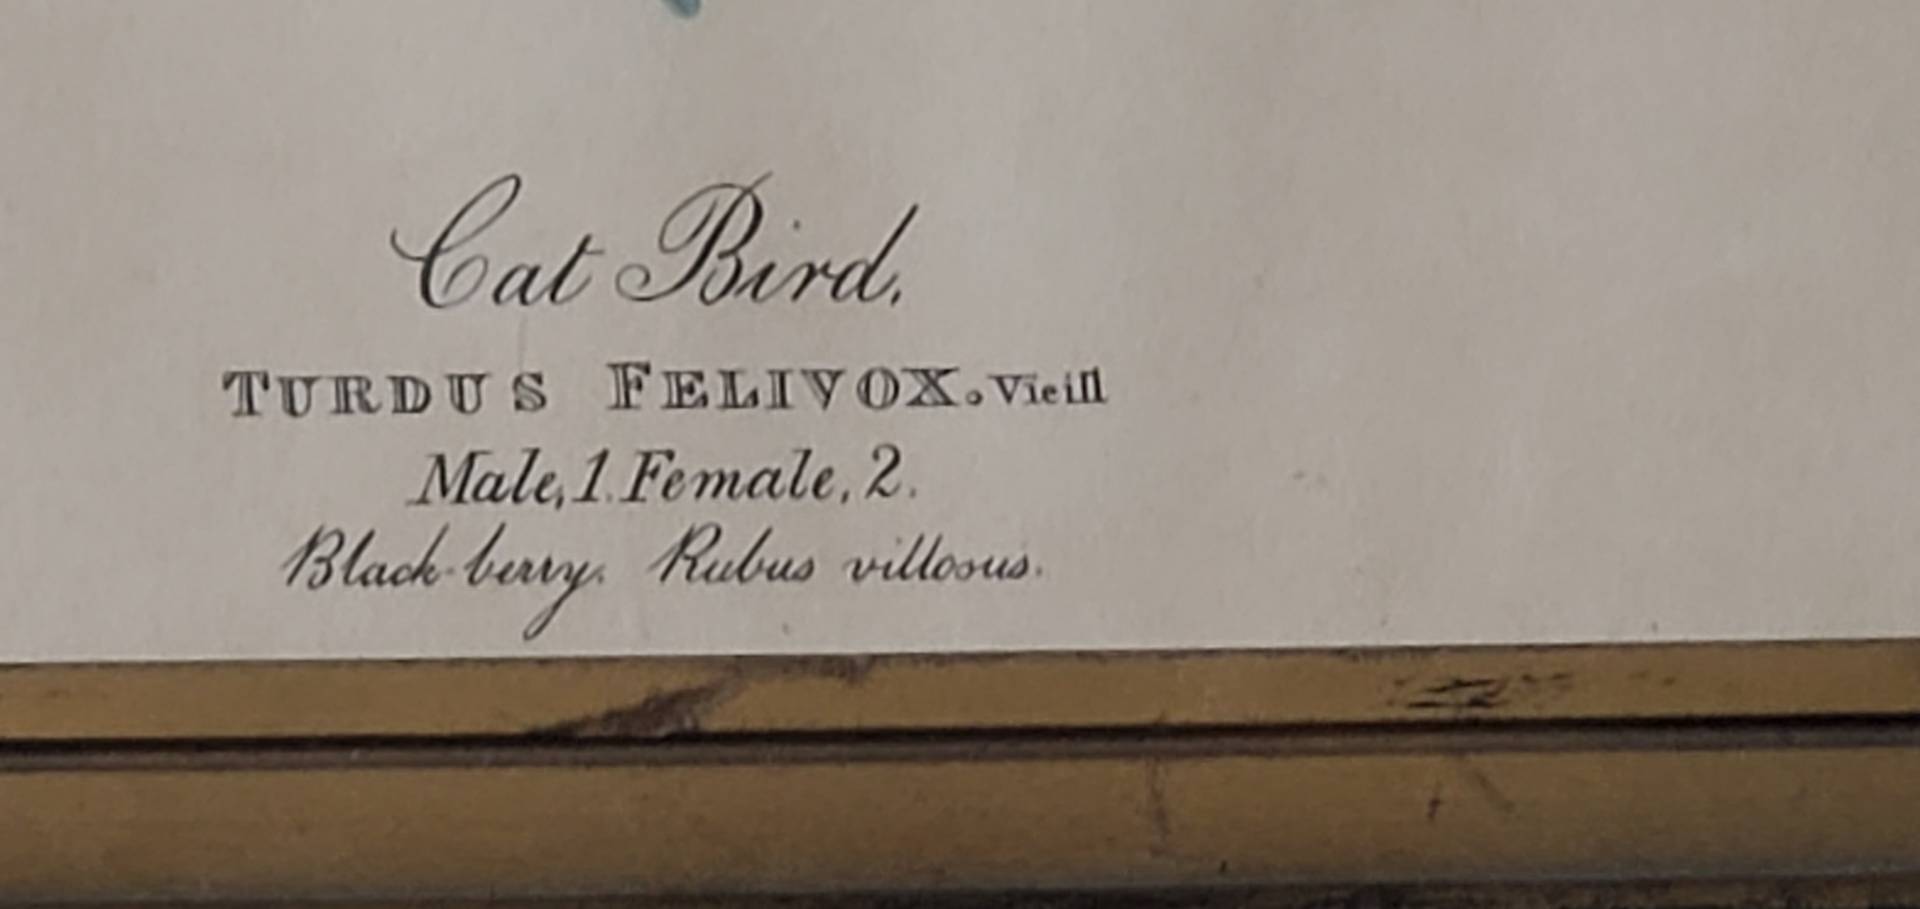 Cat Bird.
TURDUS FELIVOX. Vieill
Male, 1. Female, 2.
Black-berry. Rubus villosus.